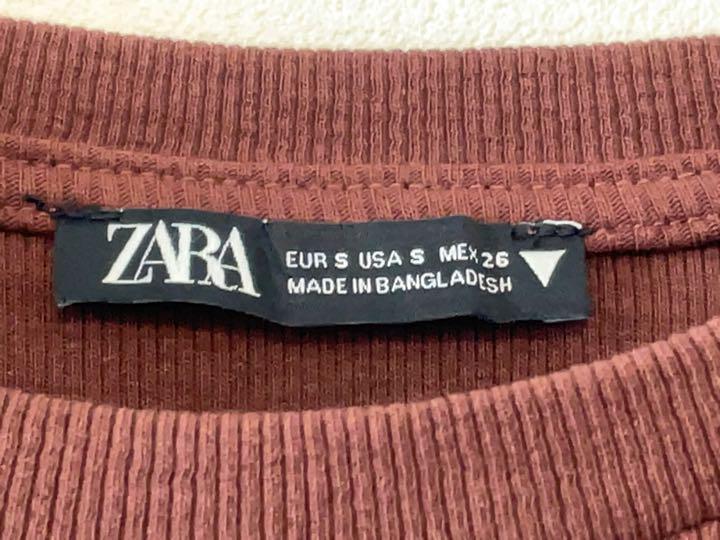 ZARA
EUR S USA S MEX 26
MADE IN BANGLADESH